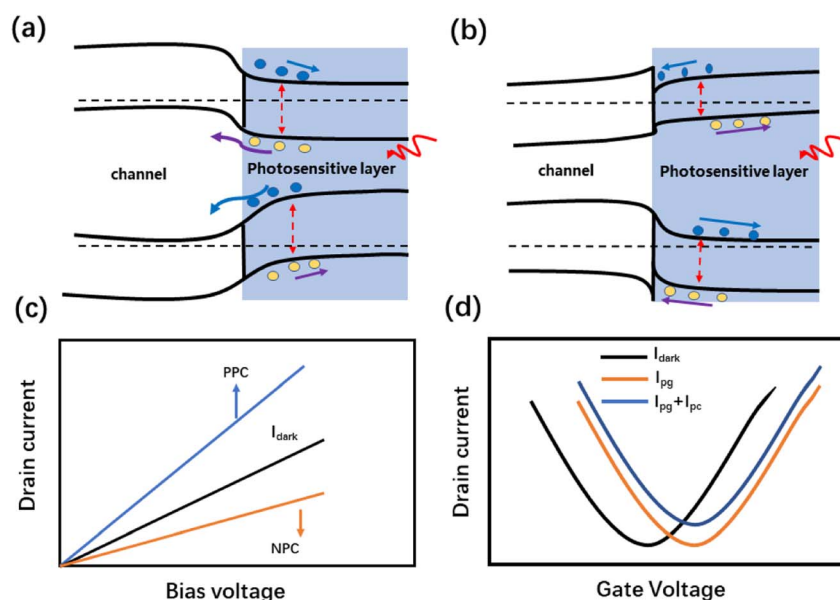 (a)
channel
Photosensitive layer
(b)
channel
Photosensitive layer
(c)
Drain current
PPC
Idark
NPC
Bias voltage
(d)
Drain current
Idark
Ipg
Ipg+Ipc
Gate Voltage